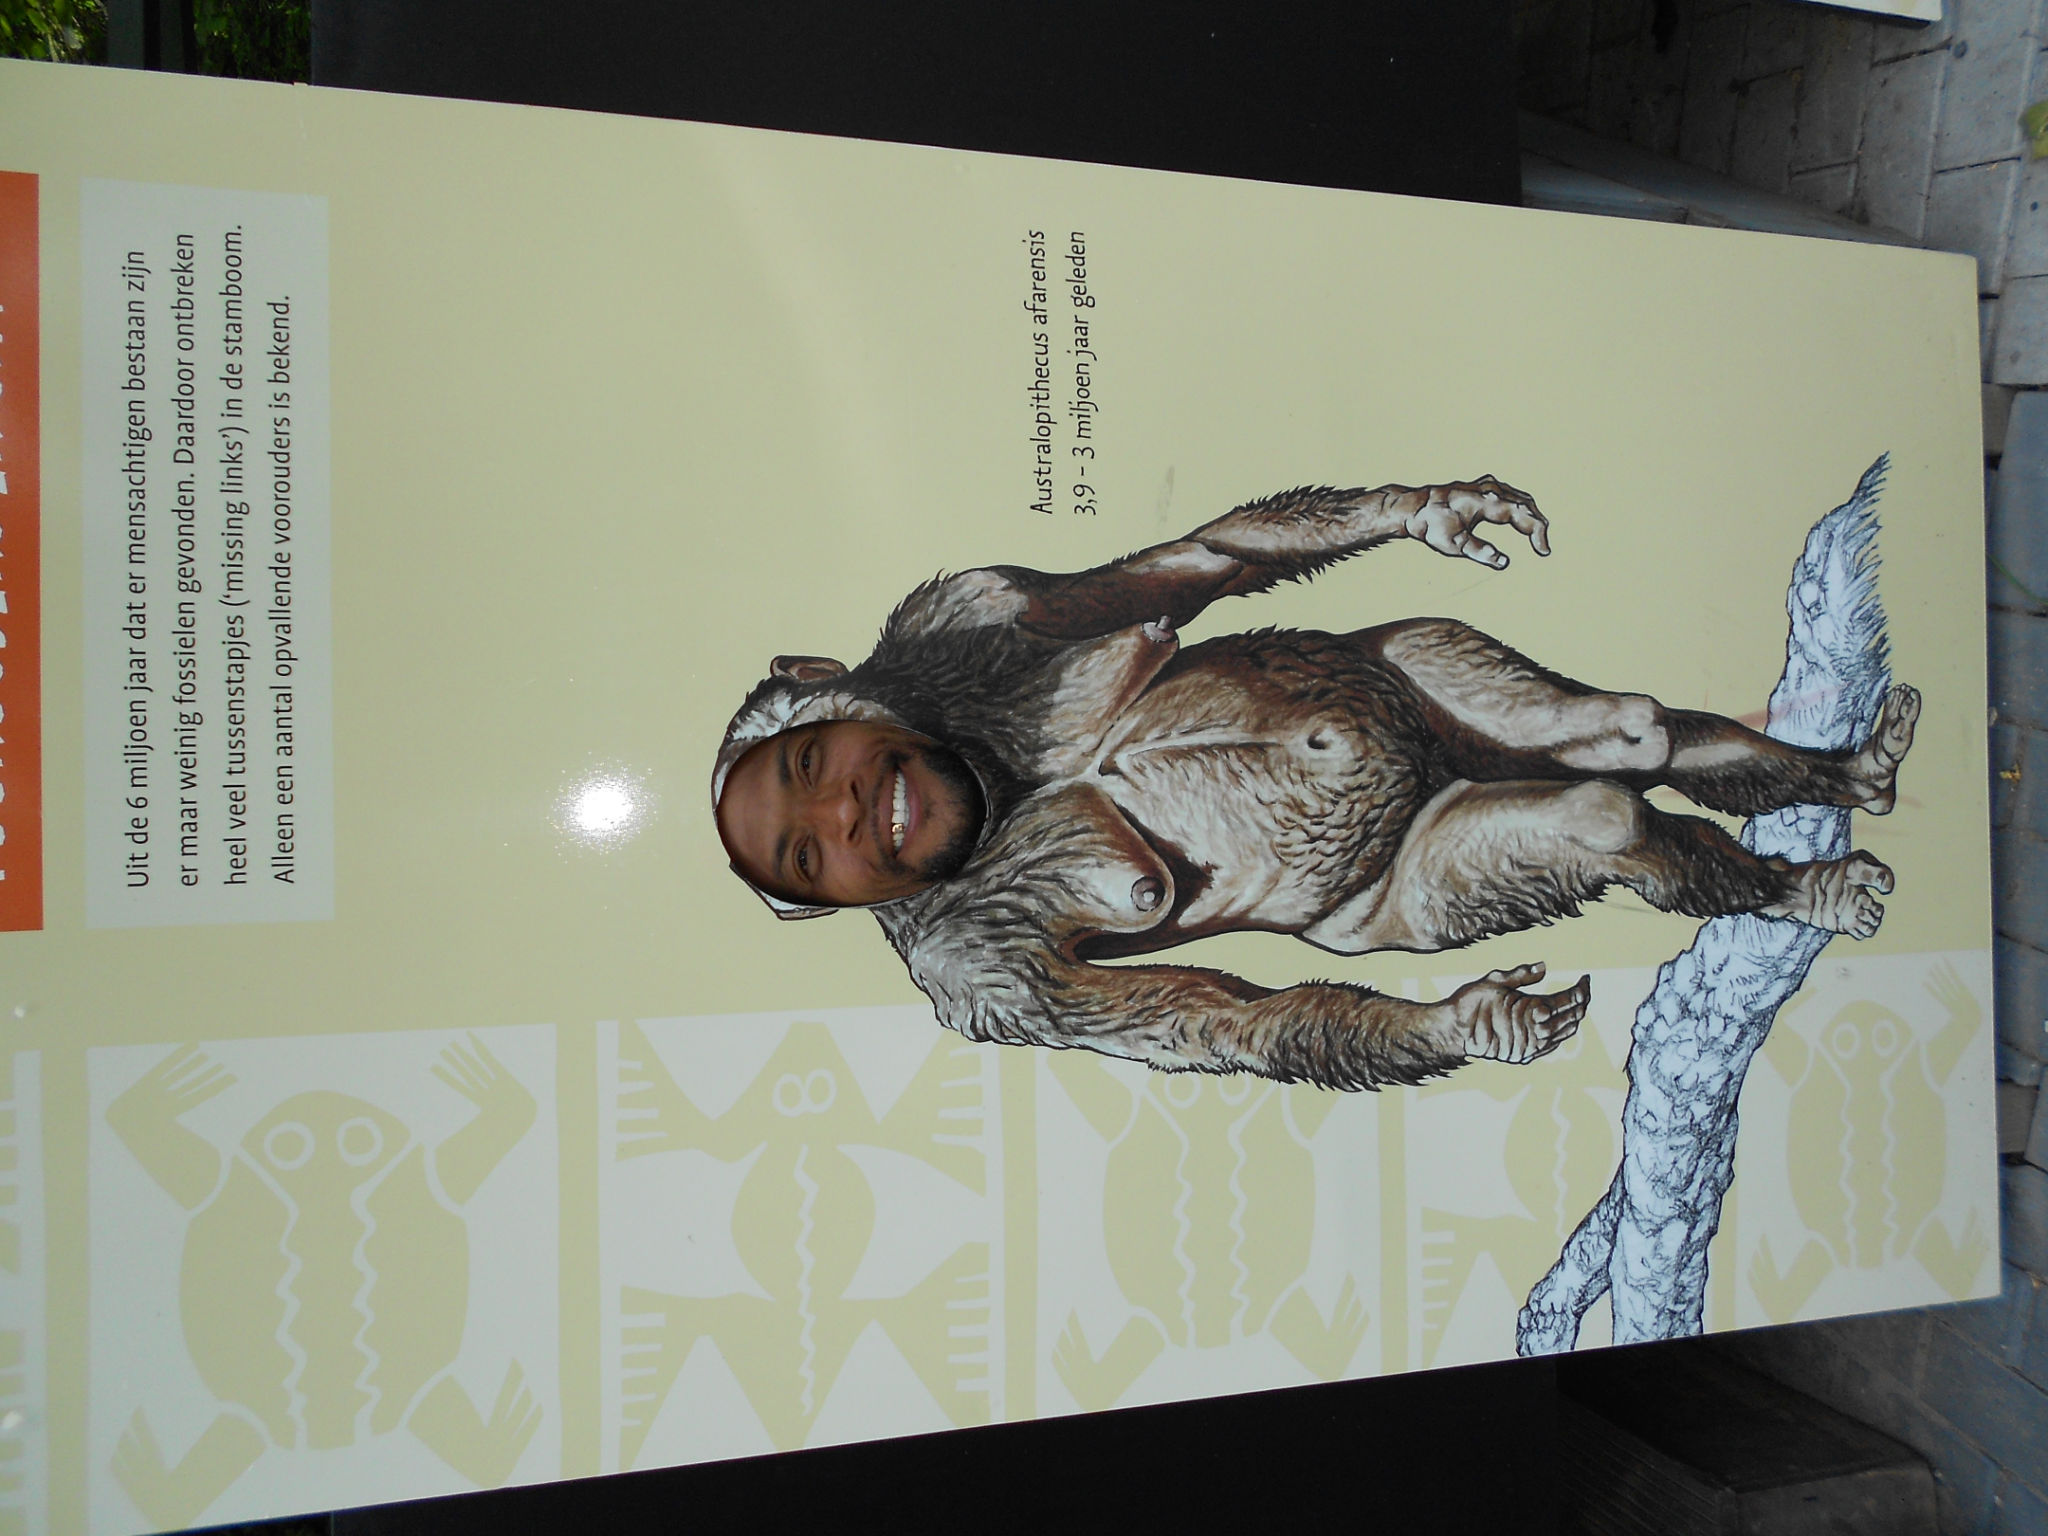 Uit de 6 miljoen jaar dat er mensachtigen bestaan zijn
er maar weinig fossielen gevonden. Daardoor ontbreken
heel veel tussenstapjes (‘missing links’) in de stamboom.
Alleen een aantal opvallende voorouders is bekend.
Australopithecus afarensis
3,9 – 3 miljoen jaar geleden